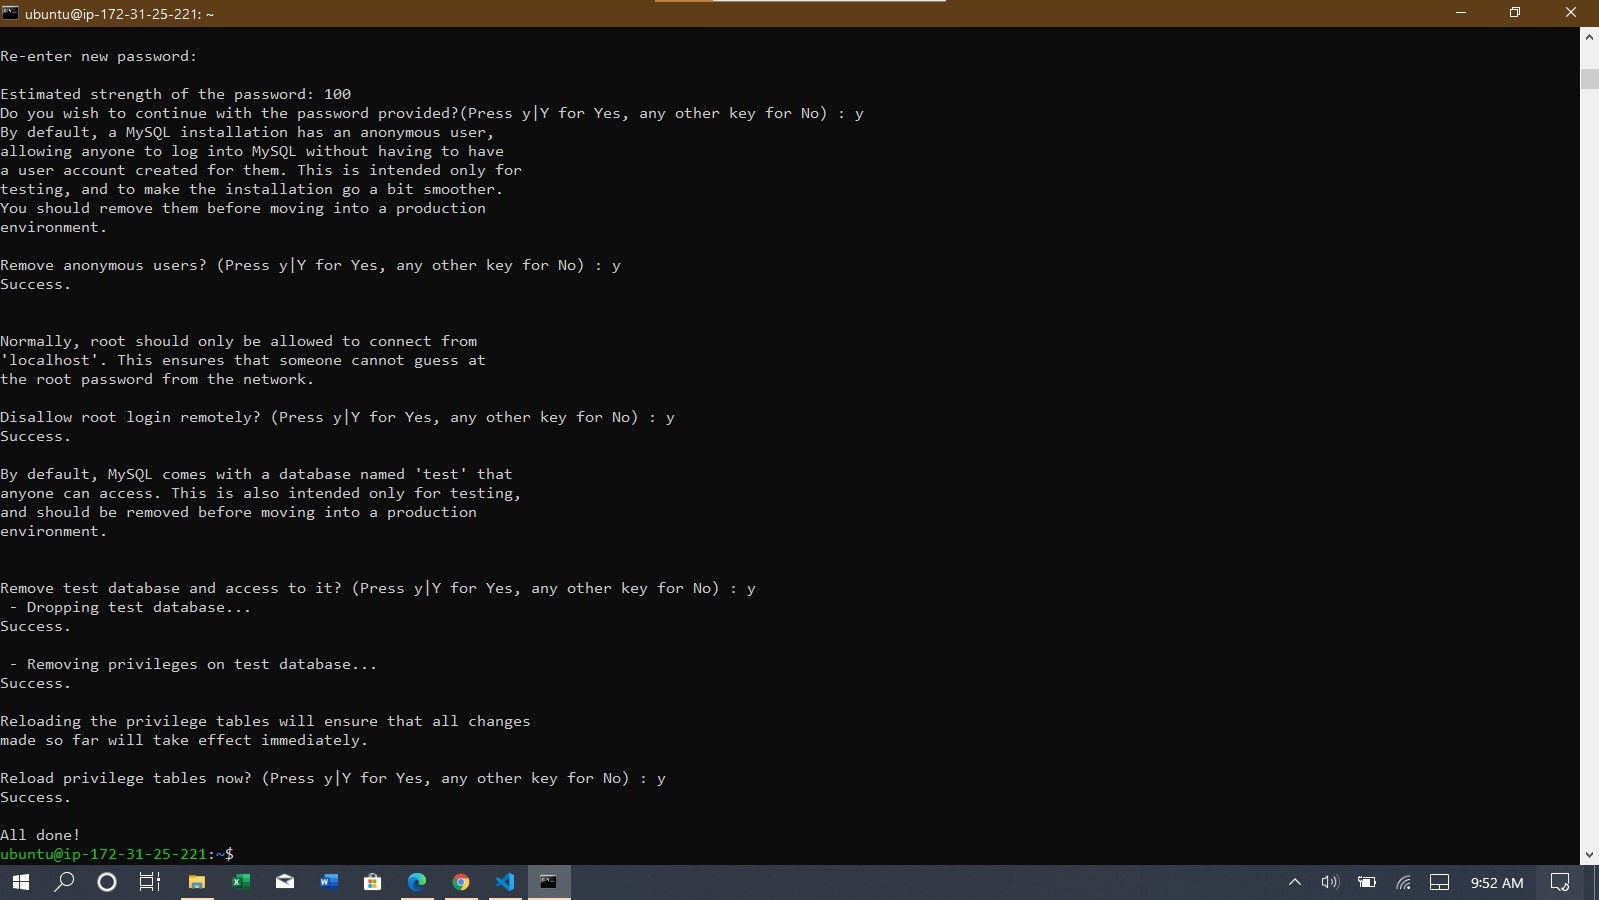 ubuntu@ip-172-31-25-221: ~
Re-enter new password:
Estimated strength of the password: 100
Do you wish to continue with the password provided?(Press y|Y for Yes, any other key for No) : y
By default, a MySQL installation has an anonymous user,
allowing anyone to log into MySQL without having to have
a user account created for them. This is intended only for
testing, and to make the installation go a bit smoother.
You should remove them before moving into a production
environment.
Remove anonymous users? (Press y|Y for Yes, any other key for No) : y
Success.
Normally, root should only be allowed to connect from
'localhost'. This ensures that someone cannot guess at
the root password from the network.
Disallow root login remotely? (Press y|Y for Yes, any other key for No) : y
Success.
By default, MySQL comes with a database named 'test' that
anyone can access. This is also intended only for testing,
and should be removed before moving into a production
environment.
Remove test database and access to it? (Press y|Y for Yes, any other key for No) : y
- Dropping test database...
Success.
- Removing privileges on test database...
Success.
Reloading the privilege tables will ensure that all changes
made so far will take effect immediately.
Reload privilege tables now? (Press y|Y for Yes, any other key for No) : y
Success.
All done!
ubuntu@ip-172-31-25-221:~$
9:52 AM